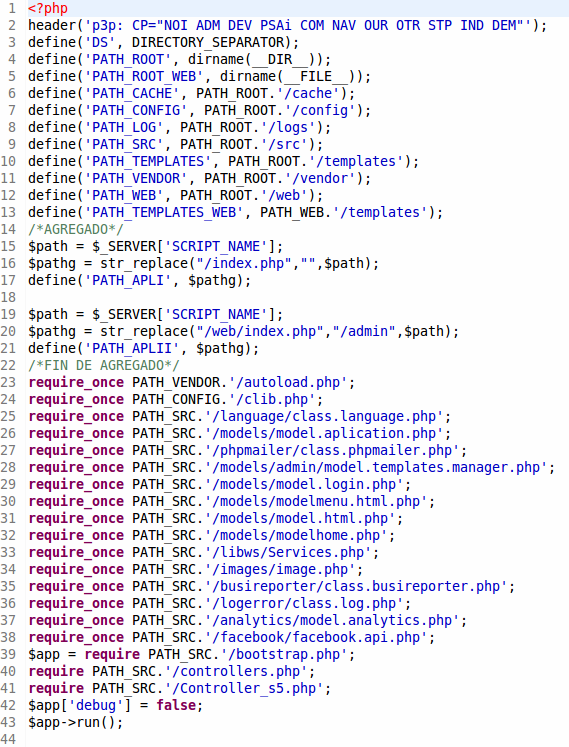 1 <?php
2 header('p3p: CP="NOI ADM DEV PSAi COM NAV OUR OTR STP IND DEM"');
3 define('DS', DIRECTORY_SEPARATOR);
4 define('PATH_ROOT', dirname(__DIR__));
5 define('PATH_ROOT_WEB', dirname(__FILE__));
6 define('PATH_CACHE', PATH_ROOT.'/cache');
7 define('PATH_CONFIG', PATH_ROOT.'/config');
8 define('PATH_LOG', PATH_ROOT.'/logs');
9 define('PATH_SRC', PATH_ROOT.'/src');
10 define('PATH_TEMPLATES', PATH_ROOT.'/templates');
11 define('PATH_VENDOR', PATH_ROOT.'/vendor');
12 define('PATH_WEB', PATH_ROOT.'/web');
13 define('PATH_TEMPLATES_WEB', PATH_WEB.'/templates');
14 /*AGREGADO*/
15 $path = $_SERVER['SCRIPT_NAME'];
16 $pathg = str_replace("/index.php","",$path);
17 define('PATH_APLI', $pathg);
18
19 $path = $_SERVER['SCRIPT_NAME'];
20 $pathg = str_replace("/web/index.php","/admin",$path);
21 define('PATH_APLII', $pathg);
22 /*FIN DE AGREGADO*/
23 require_once PATH_VENDOR.'/autoload.php';
24 require_once PATH_CONFIG.'/clib.php';
25 require_once PATH_SRC.'/language/class.language.php';
26 require_once PATH_SRC.'/models/model.aplication.php';
27 require_once PATH_SRC.'/phpmailer/class.phpmailer.php';
28 require_once PATH_SRC.'/models/admin/model.templates.manager.php';
29 require_once PATH_SRC.'/models/model.login.php';
30 require_once PATH_SRC.'/models/modelmenu.html.php';
31 require_once PATH_SRC.'/models/model.html.php';
32 require_once PATH_SRC.'/models/modelhome.php';
33 require_once PATH_SRC.'/libws/Services.php';
34 require_once PATH_SRC.'/images/image.php';
35 require_once PATH_SRC.'/busireporter/class.busireporter.php';
36 require_once PATH_SRC.'/logerror/class.log.php';
37 require_once PATH_SRC.'/analytics/model.analytics.php';
38 require_once PATH_SRC.'/facebook/facebook.api.php';
39 $app = require PATH_SRC.'/bootstrap.php';
40 require PATH_SRC.'/controllers.php';
41 require PATH_SRC.'/Controller_s5.php';
42 $app['debug'] = false;
43 $app->run();
44